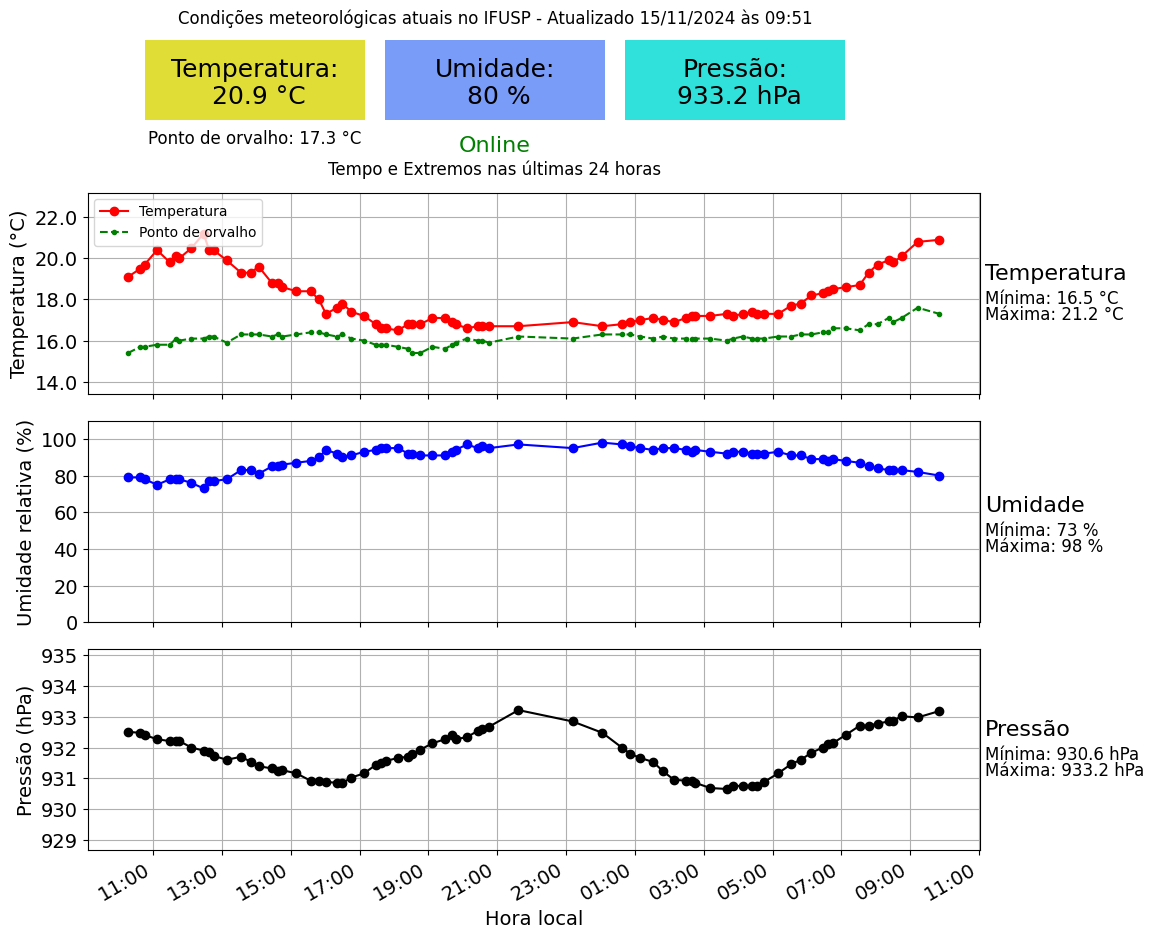 Condições meteorológicas atuais no IFUSP - Atualizado 15/11/2024 às 09:51
Temperatura:
20.9 °C
Umidade:
80 %
Pressão:
933.2 hPa
Ponto de orvalho: 17.3 °C
Online
Tempo e Extremos nas últimas 24 horas
Temperatura (°C)
22.0
20.0
18.0
16.0
14.0
Temperatura
Ponto de orvalho
Temperatura
Mínima: 16.5 °C
Máxima: 21.2 °C
Umidade relativa (%)
100
80
60
40
20
0
Umidade
Mínima: 73 %
Máxima: 98 %
Pressão (hPa)
935
934
933
932
931
930
929
Pressão
Mínima: 930.6 hPa
Máxima: 933.2 hPa
11:00
13:00
15:00
17:00
19:00
21:00
23:00
01:00
03:00
05:00
07:00
09:00
11:00
Hora local